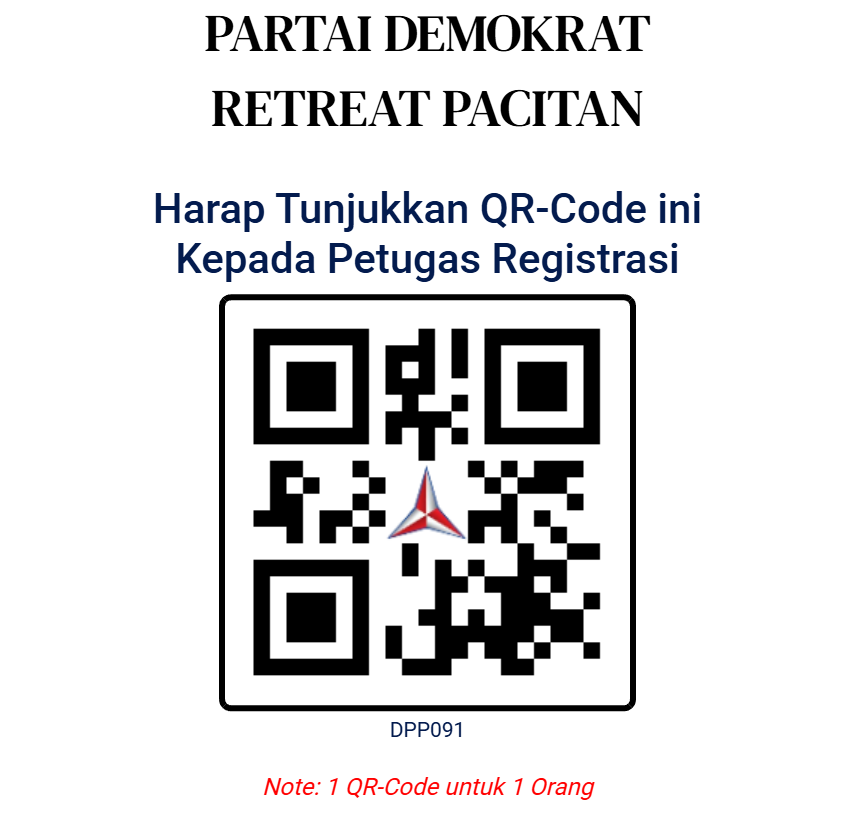 PARTAI DEMOKRAT
RETREAT PACITAN
Harap Tunjukkan QR-Code ini
Kepada Petugas Registrasi
DPP091
Note: 1 QR-Code untuk 1 Orang